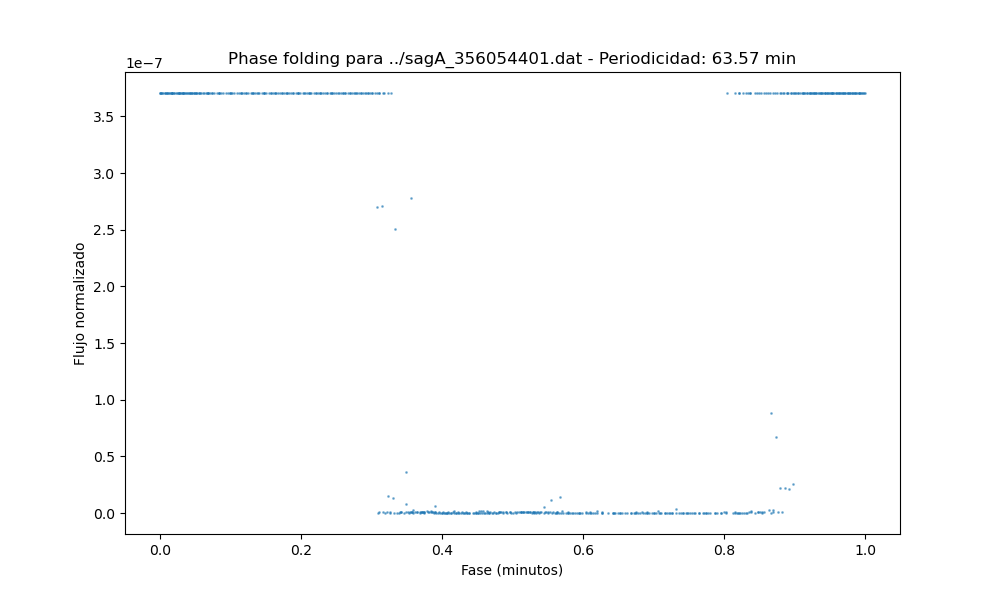 Phase folding para ../sagA_356054401.dat - Periodicidad: 63.57 min
1e−7
3.5
3.0
2.5
2.0
1.5
1.0
0.5
0.0
Flujo normalizado
0.0 0.2 0.4 0.6 0.8 1.0
Fase (minutos)